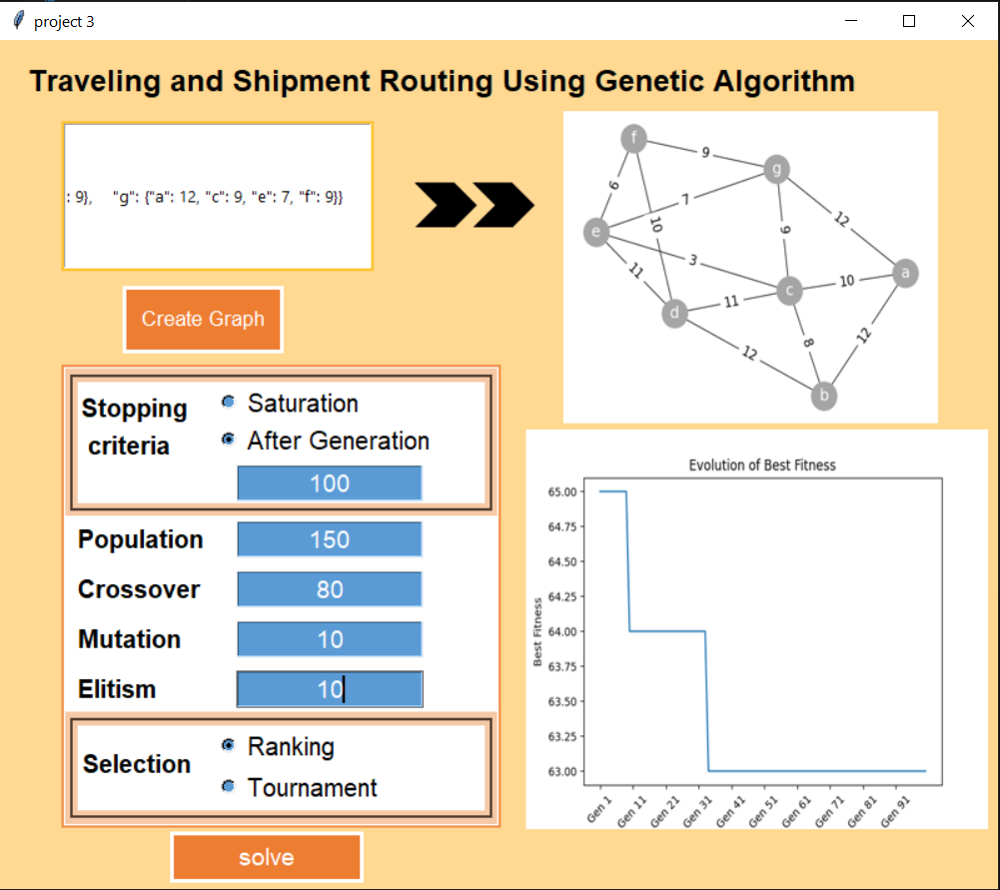 project 3
Traveling and Shipment Routing Using Genetic Algorithm
: 9},    "g": {"a": 12, "c": 9, "e": 7, "f": 9}}
Create Graph
f
9
g
9
7
12
10
9
e
3
a
11
10
c
11
d
8
12
12
b
Stopping
criteria
Saturation
After Generation
100
Population
150
Crossover
80
Mutation
10
Elitism
10
Selection
Ranking
Tournament
solve
Evolution of Best Fitness
Best Fitness
65.00
64.75
64.50
64.25
64.00
63.75
63.50
63.25
63.00
Gen 1
Gen 11
Gen 21
Gen 31
Gen 41
Gen 51
Gen 61
Gen 71
Gen 81
Gen 91